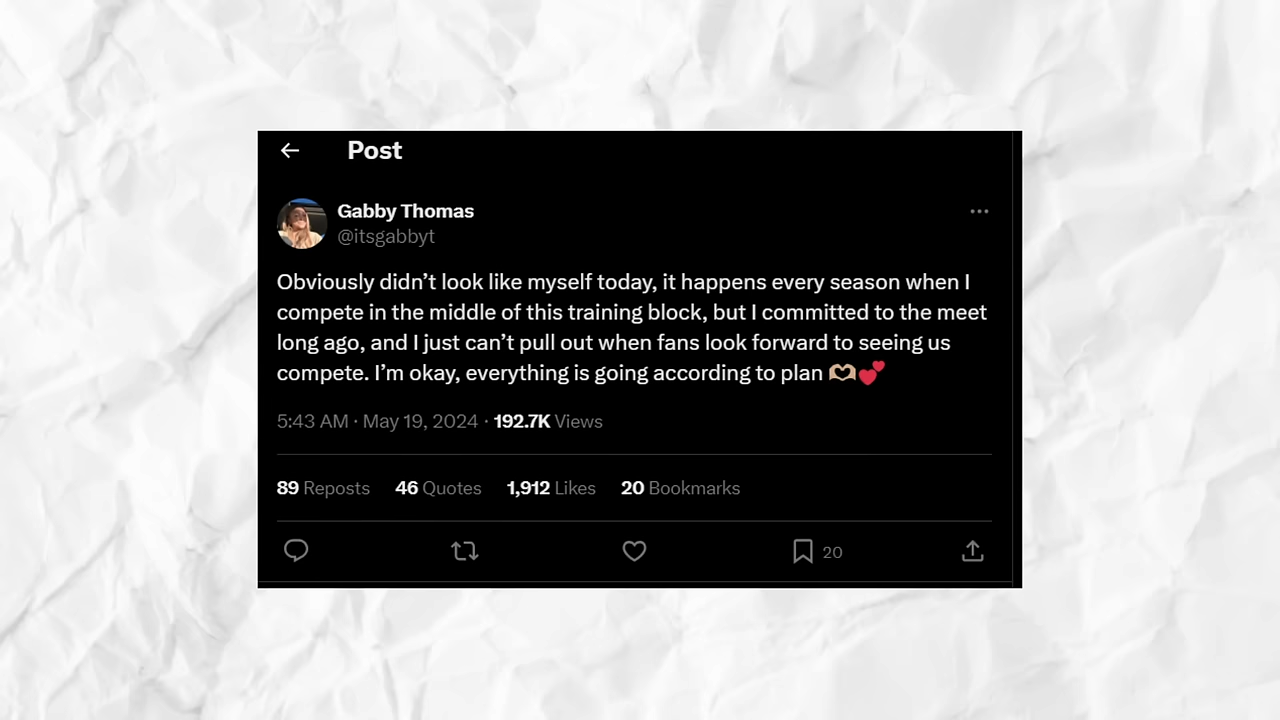 Post
Gabby Thomas
@itsgabbyt
Obviously didn’t look like myself today, it happens every season when I
compete in the middle of this training block, but I committed to the meet
long ago, and I just can’t pull out when fans look forward to seeing us
compete. I’m okay, everything is going according to plan 🫶🏼💕
5:43 AM · May 19, 2024 · 192.7K Views
89 Reposts 46 Quotes 1,912 Likes 20 Bookmarks
20